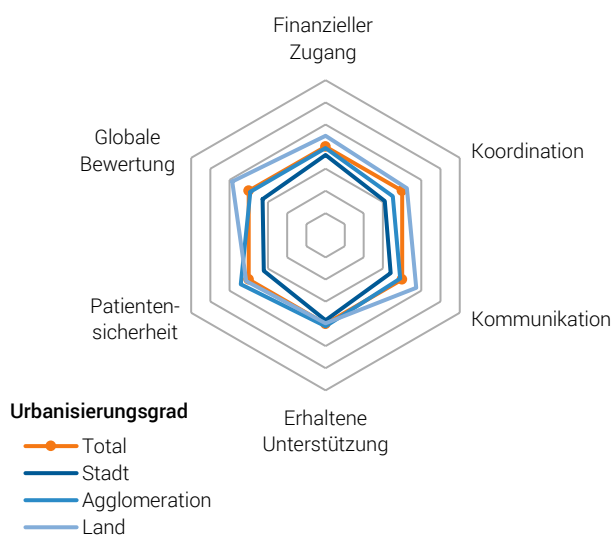 Finanzieller
Zugang
Globale
Bewertung
Koordination
Patienten-
sicherheit
Kommunikation
Erhaltene
Unterstützung
Urbanisierungsgrad
Total
Stadt
Agglomeration
Land